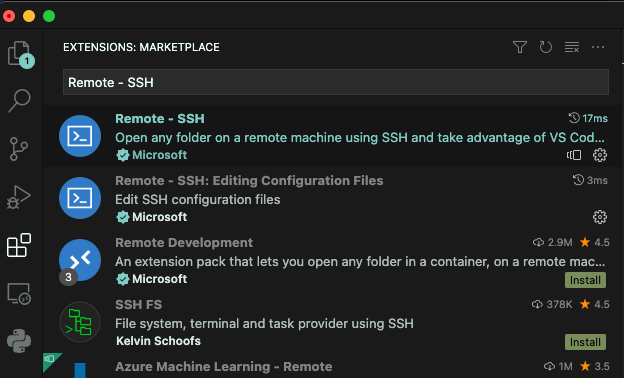 1
EXTENSIONS: MARKETPLACE
Remote - SSH
Remote - SSH 17ms
Open any folder on a remote machine using SSH and take advantage of VS Cod...
Microsoft
Remote - SSH: Editing Configuration Files 3ms
Edit SSH configuration files
Microsoft
Remote Development 2.9M 4.5
An extension pack that lets you open any folder in a container, on a remote mac...
3 Microsoft Install
SSH FS 378K 4.5
File system, terminal and task provider using SSH
Kelvin Schoofs Install
Azure Machine Learning - Remote 1M 3.5